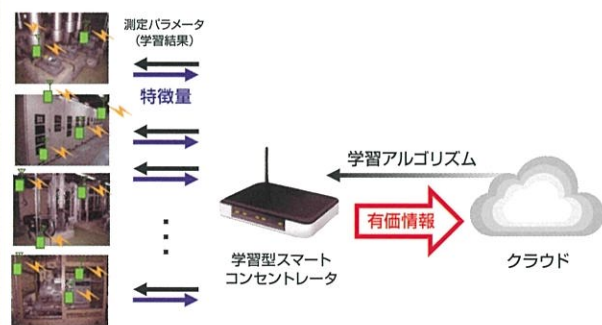 測定パラメータ
（学習結果）
特徴量
学習アルゴリズム
有価情報
学習型スマート
コンセントレータ
クラウド